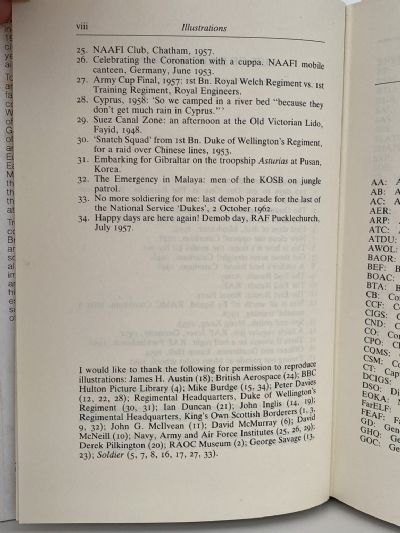 viii
Illustrations
25. NAAFI Club, Chatham, 1957.
26. Celebrating the Coronation with a cuppa. NAAFI mobile
canteen, Germany, June 1953.
27. Army Cup Final, 1957: 1st Bn. Royal Welch Regiment vs. 1st
Training Regiment, Royal Engineers.
28. Cyprus, 1958: 'So we camped in a river bed "because they
don't get much rain in Cyprus."'
29. Suez Canal Zone: an afternoon at the Old Victorian Lido,
Fayid, 1948.
30. 'Snatch Squad' from 1st Bn. Duke of Wellington's Regiment,
for a raid over Chinese lines, 1953.
31. Embarking for Gibraltar on the troopship Asturias at Pusan,
Korea.
32. The Emergency in Malaya: men of the KOSB on jungle
patrol.
33. No more soldiering for me: last demob parade for the last of
the National Service 'Dukes', 2 October 1962.
34. Happy days are here again! Demob day, RAF Pucklechurch,
July 1957.
I would like to thank the following for permission to reproduce
illustrations: James H. Austin (18); British Aerospace (24); BBC
Hulton Picture Library (4); Mike Burdge (15, 34); Peter Davies
(12, 22, 28); Regimental Headquarters, Duke of Wellington's
Regiment (30, 31); Ian Duncan (21); John Inglis (14, 19);
Regimental Headquarters, King's Own Scottish Borderers (1, 3,
9, 32); John G. McIlvean (11); David McMurray (6); David
McNeill (10); Navy, Army and Air Force Institutes (25, 26, 29);
Derek Pilkington (20); RAOC Museum (2); George Savage (13,
23); Soldier (5, 7, 8, 16, 17, 27, 33).
AA:
AB:
AC:
AER:
ARP:
ATC:
ATDU:
AWOL:
BAOR:
BEF:
BOAC:
BTA:
CB:
CCF:
CIGS:
CND:
CO:
CPO:
CQMS:
CSM:
CT:
DCIGS:
DSO:
EOKA:
FarELF:
FEAF:
GD:
GHQ:
GOC: